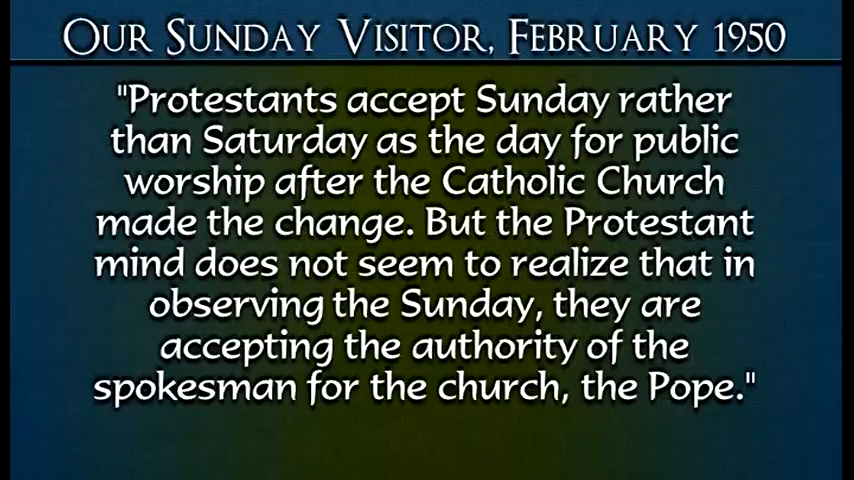 Our Sunday Visitor, February 1950
"Protestants accept Sunday rather
than Saturday as the day for public
worship after the Catholic Church
made the change. But the Protestant
mind does not seem to realize that in
observing the Sunday, they are
accepting the authority of the
spokesman for the church, the Pope."